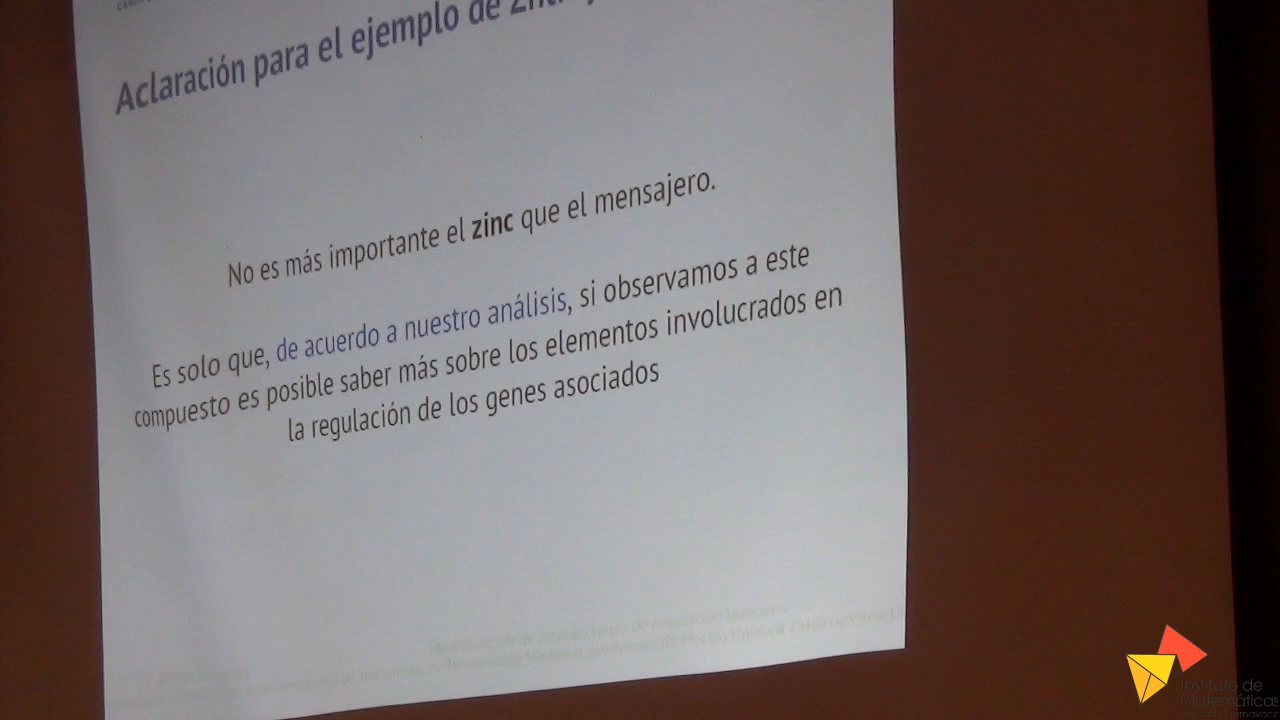 Aclaración para el ejemplo de
No es más importante el zinc que el mensajero.
Es solo que, de acuerdo a nuestro análisis, si observamos a este
compuesto es posible saber más sobre los elementos involucrados en
la regulación de los genes asociados
Instituto de
Matemáticas